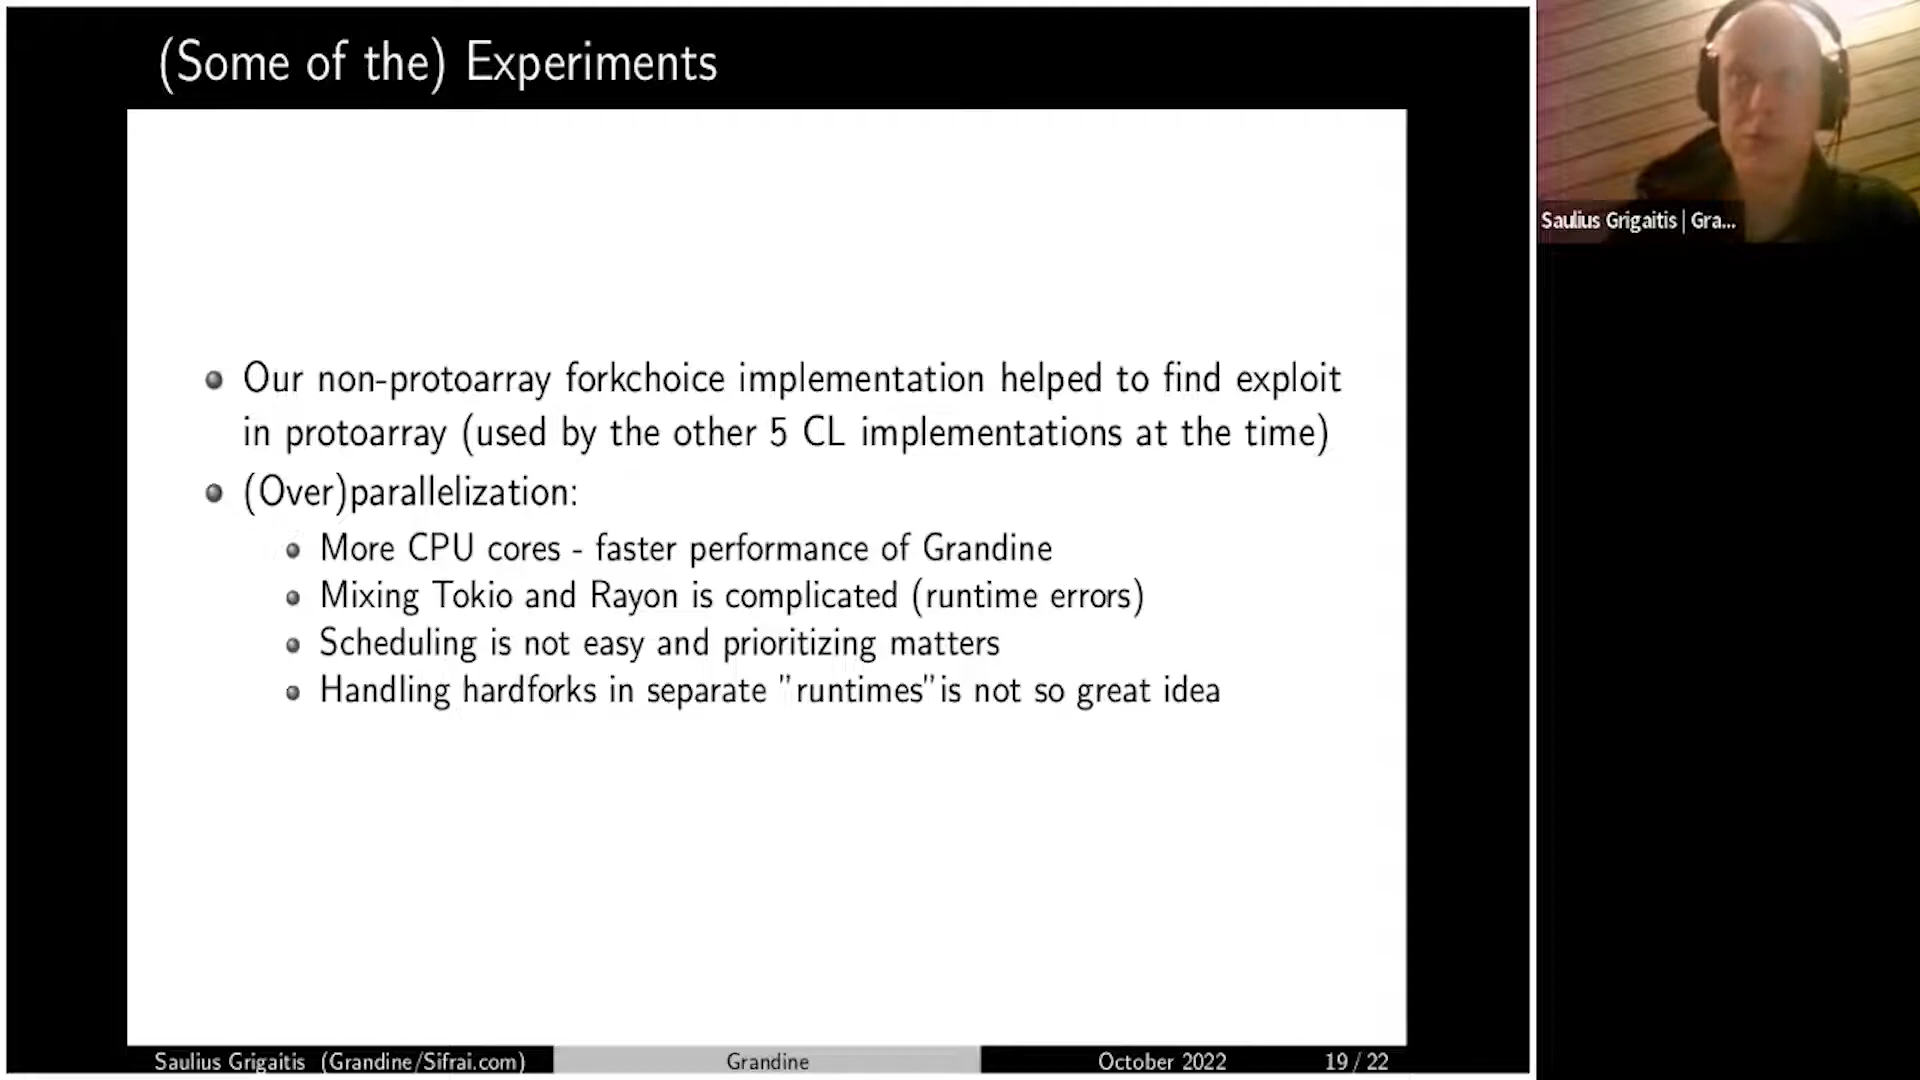 (Some of the) Experiments
Our non-protoarray forkchoice implementation helped to find exploit
in protoarray (used by the other 5 CL implementations at the time)
(Over)parallelization:
More CPU cores - faster performance of Grandine
Mixing Tokio and Rayon is complicated (runtime errors)
Scheduling is not easy and prioritizing matters
Handling hardforks in separate "runtimes" is not so great idea
Saulius Grigaitis (Grandine/Sifrai.com)
Grandine
October 2022
19 / 22
Saulius Grigaitis | Gra...